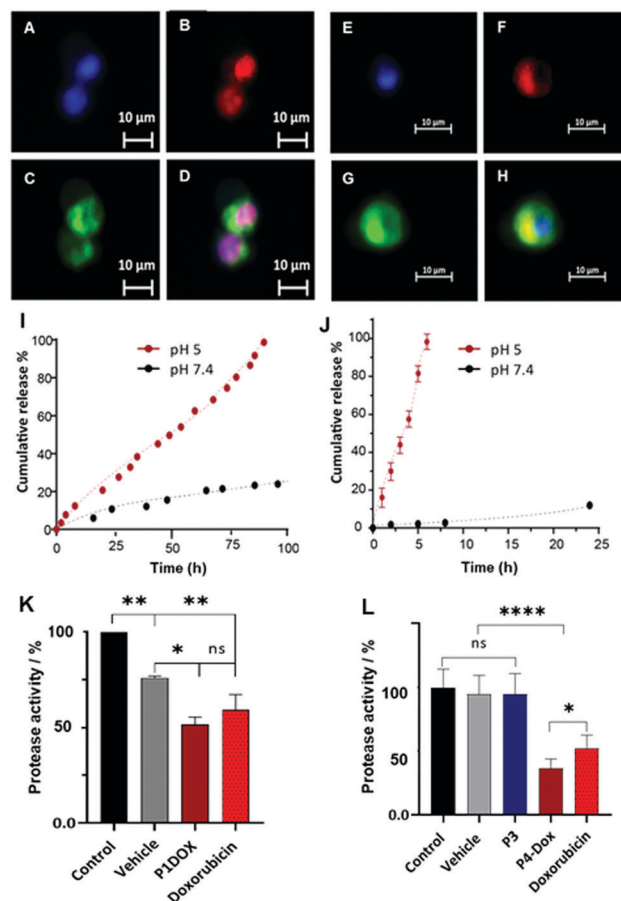 A B E F
10 µm 10 µm 10 µm 10 µm
C D G H
10 µm 10 µm 10 µm 10 µm
I
Cumulative release %
100
80
60
40
20
0
pH 5
pH 7.4
0 25 50 75 100
Time (h)
J
Cumulative release %
100
80
60
40
20
0
pH 5
pH 7.4
0 5 10 15 20 25
Time (h)
K
Protease activity / %
100
50
0.0
** **
* ns
Control Vehicle P1DOX Doxorubicin
L
Protease activity / %
100
50
0.0
****
ns
*
Control Vehicle P3 P4-Dox Doxorubicin